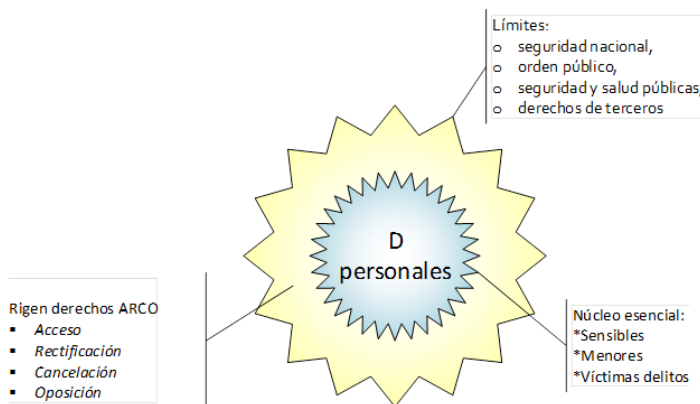 Límites:
o seguridad nacional,
o orden público,
o seguridad y salud públicas,
o derechos de terceros
D
personales
Rigen derechos ARCO
▪ Acceso
▪ Rectificación
▪ Cancelación
▪ Oposición
Núcleo esencial:
*Sensibles
*Menores
*Víctimas delitos